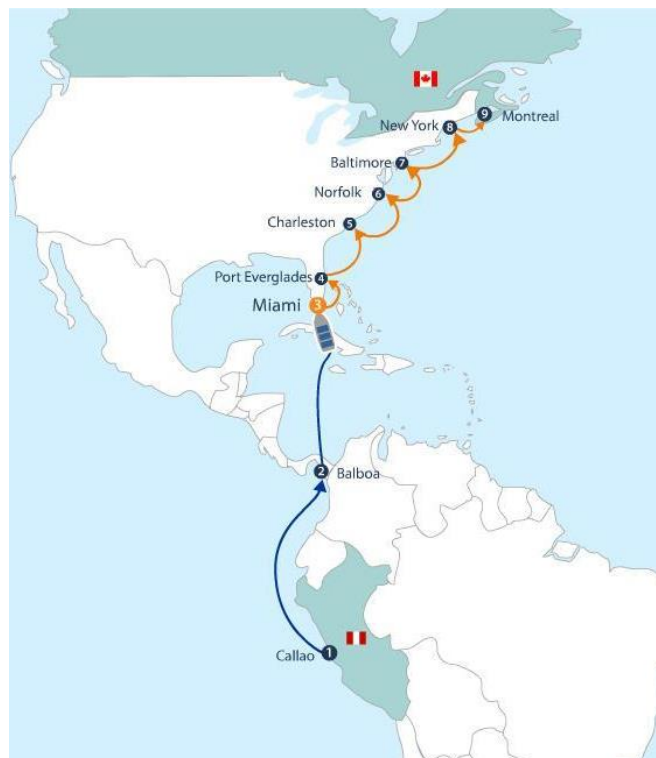 New York
8
9
Montreal
Baltimore
7
Norfolk
6
Charleston
5
Port Everglades
4
Miami
3
2
Balboa
Callao
1